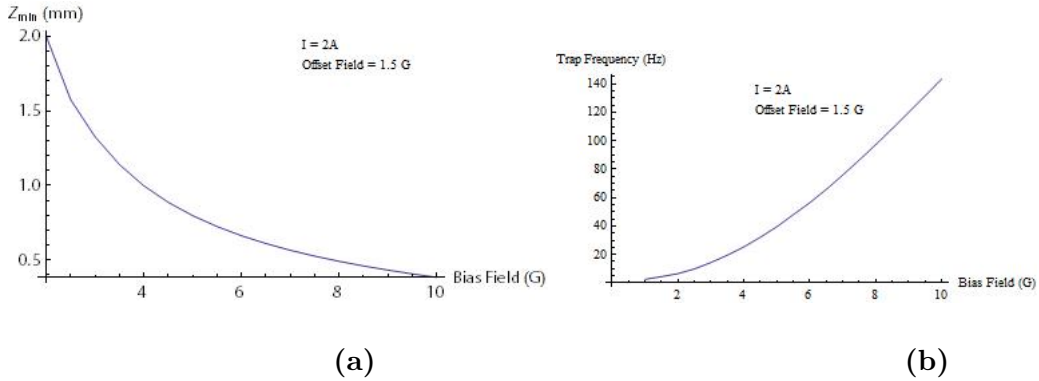 Zmin (mm)
2.0
1.5
1.0
0.5
I = 2A
Offset Field = 1.5 G
4
6
8
10
Bias Field (G)
(a)
Trap Frequency (Hz)
140
120
100
80
60
40
20
I = 2A
Offset Field = 1.5 G
2
4
6
8
10
Bias Field (G)
(b)